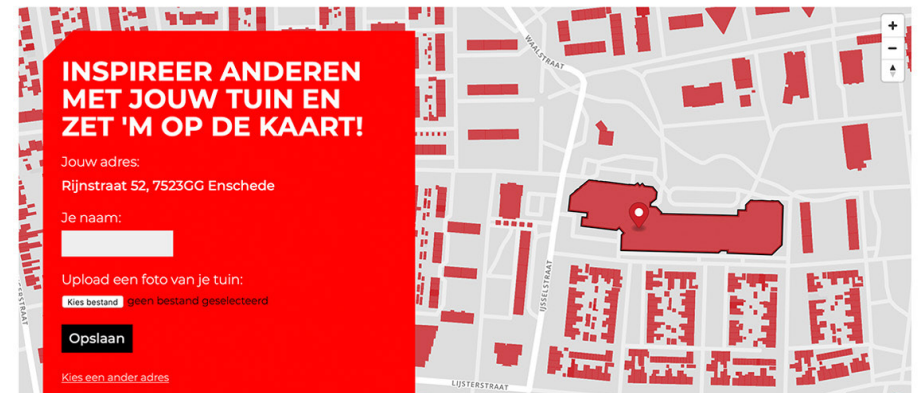 INSPIREER ANDEREN
MET JOUW TUIN EN
ZET 'M OP DE KAART!
Jouw adres:
Rijnstraat 52, 7523GG Enschede
Je naam:
Upload een foto van je tuin:
Kies bestand geen bestand geselecteerd
Opslaan
Kies een ander adres
WAALSTRAAT
IJSSELSTRAAT
LIJSTERSTRAAT